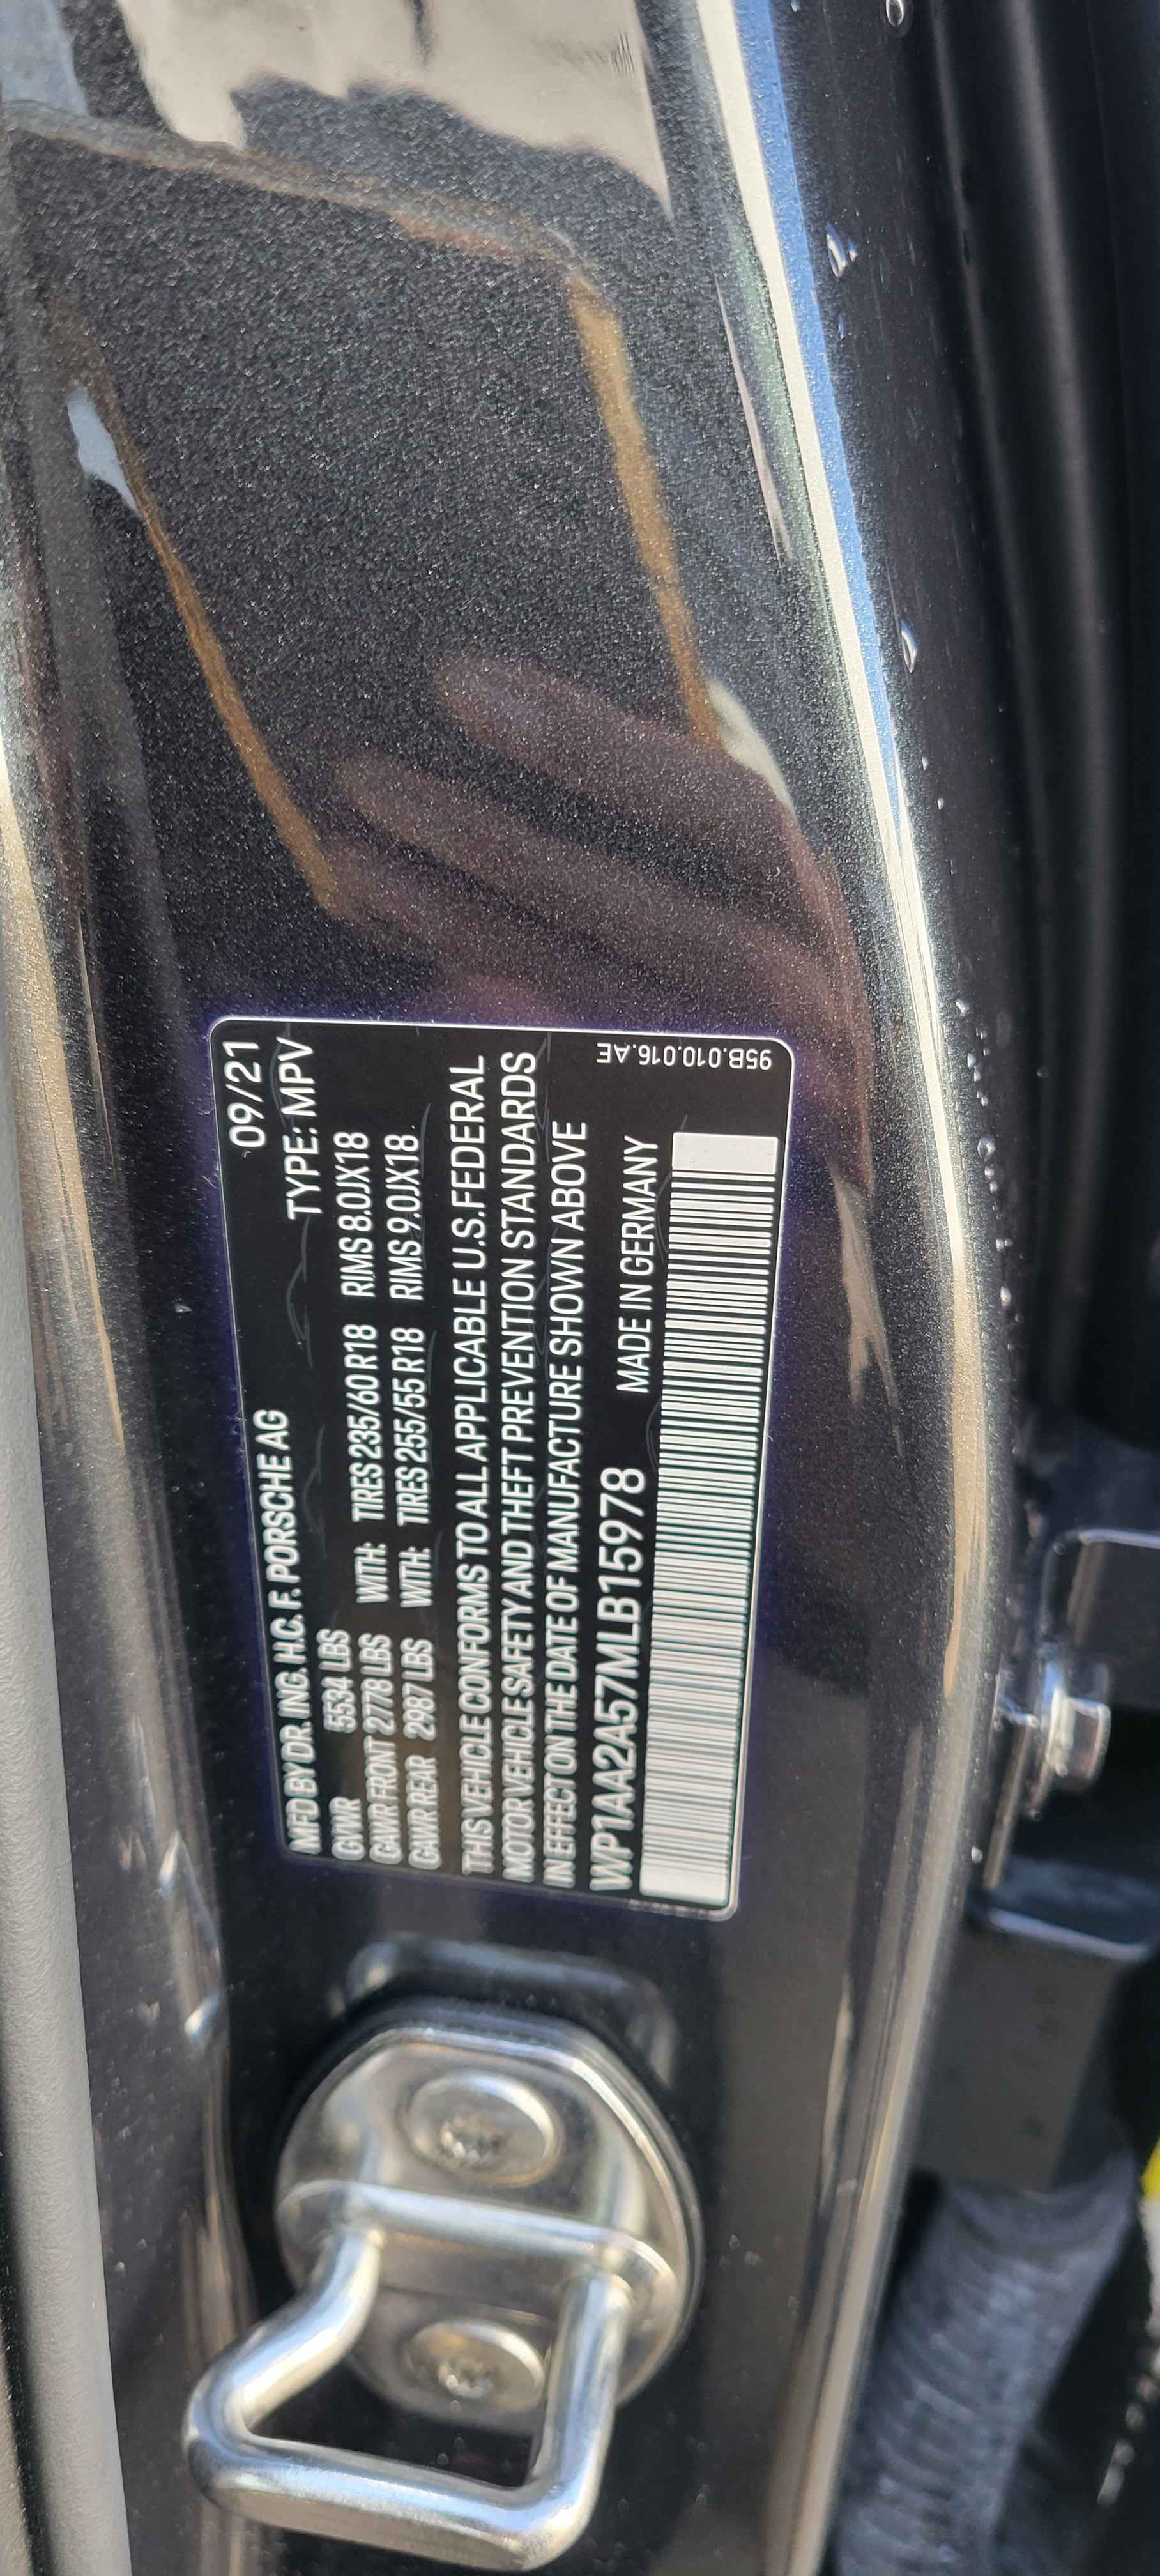 09/21
MFD BY DR. ING. H.C. F. PORSCHE AG
TYPE: MPV
GVWR 5534 LBS
GAWR FRONT 2778 LBS WITH: TIRES 235/60 R18 RIMS 8.0JX18
GAWR REAR 2987 LBS WITH: TIRES 255/55 R18 RIMS 9.0JX18
THIS VEHICLE CONFORMS TO ALL APPLICABLE U.S. FEDERAL
MOTOR VEHICLE SAFETY AND THEFT PREVENTION STANDARDS
IN EFFECT ON THE DATE OF MANUFACTURE SHOWN ABOVE
WP1AA2A57MLB15978 MADE IN GERMANY
95B.010.016.AE